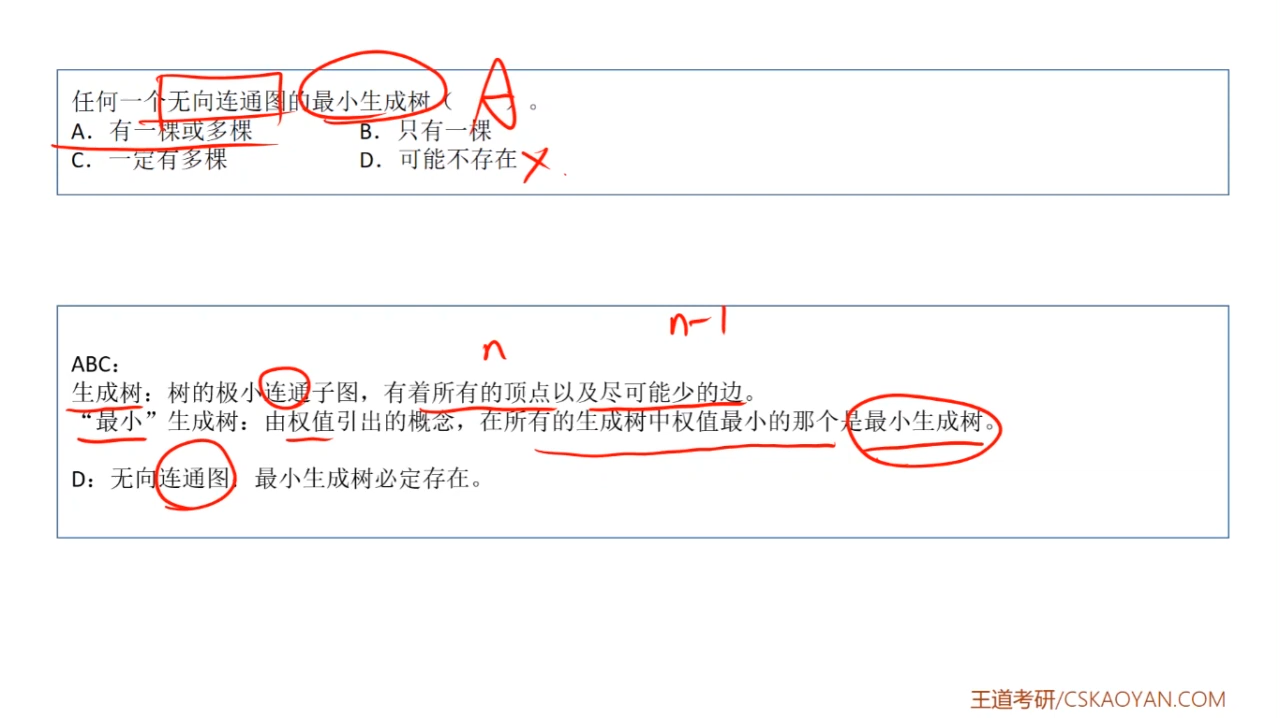 任何一个无向连通图的最小生成树（ A ）。
A．有一棵或多棵 B．只有一棵
C．一定有多棵 D．可能不存在 ×
n-1
n
ABC：
生成树：树的极小连通子图，有着所有的顶点以及尽可能少的边。
“最小”生成树：由权值引出的概念，在所有的生成树中权值最小的那个是最小生成树。
D：无向连通图：最小生成树必定存在。
王道考研/CSKAOYAN.COM